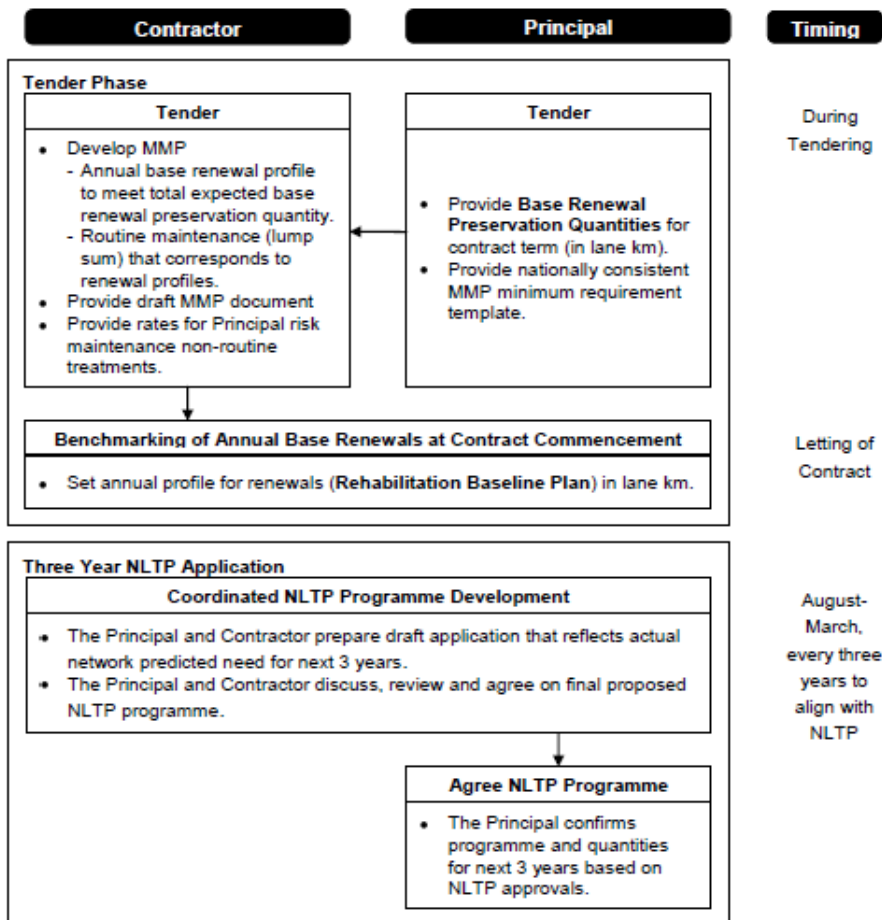 Contractor
Principal
Timing
Tender Phase
Tender
• Develop MMP
- Annual base renewal profile
to meet total expected base
renewal preservation quantity.
- Routine maintenance (lump
sum) that corresponds to
renewal profiles.
• Provide draft MMP document
• Provide rates for Principal risk
maintenance non-routine
treatments.
Tender
• Provide Base Renewal
Preservation Quantities for
contract term (in lane km).
• Provide nationally consistent
MMP minimum requirement
template.
During
Tendering
Benchmarking of Annual Base Renewals at Contract Commencement
• Set annual profile for renewals (Rehabilitation Baseline Plan) in lane km.
Letting of
Contract
Three Year NLTP Application
Coordinated NLTP Programme Development
• The Principal and Contractor prepare draft application that reflects actual
network predicted need for next 3 years.
• The Principal and Contractor discuss, review and agree on final proposed
NLTP programme.
August-
March,
every three
years to
align with
NLTP
Agree NLTP Programme
• The Principal confirms
programme and quantities
for next 3 years based on
NLTP approvals.